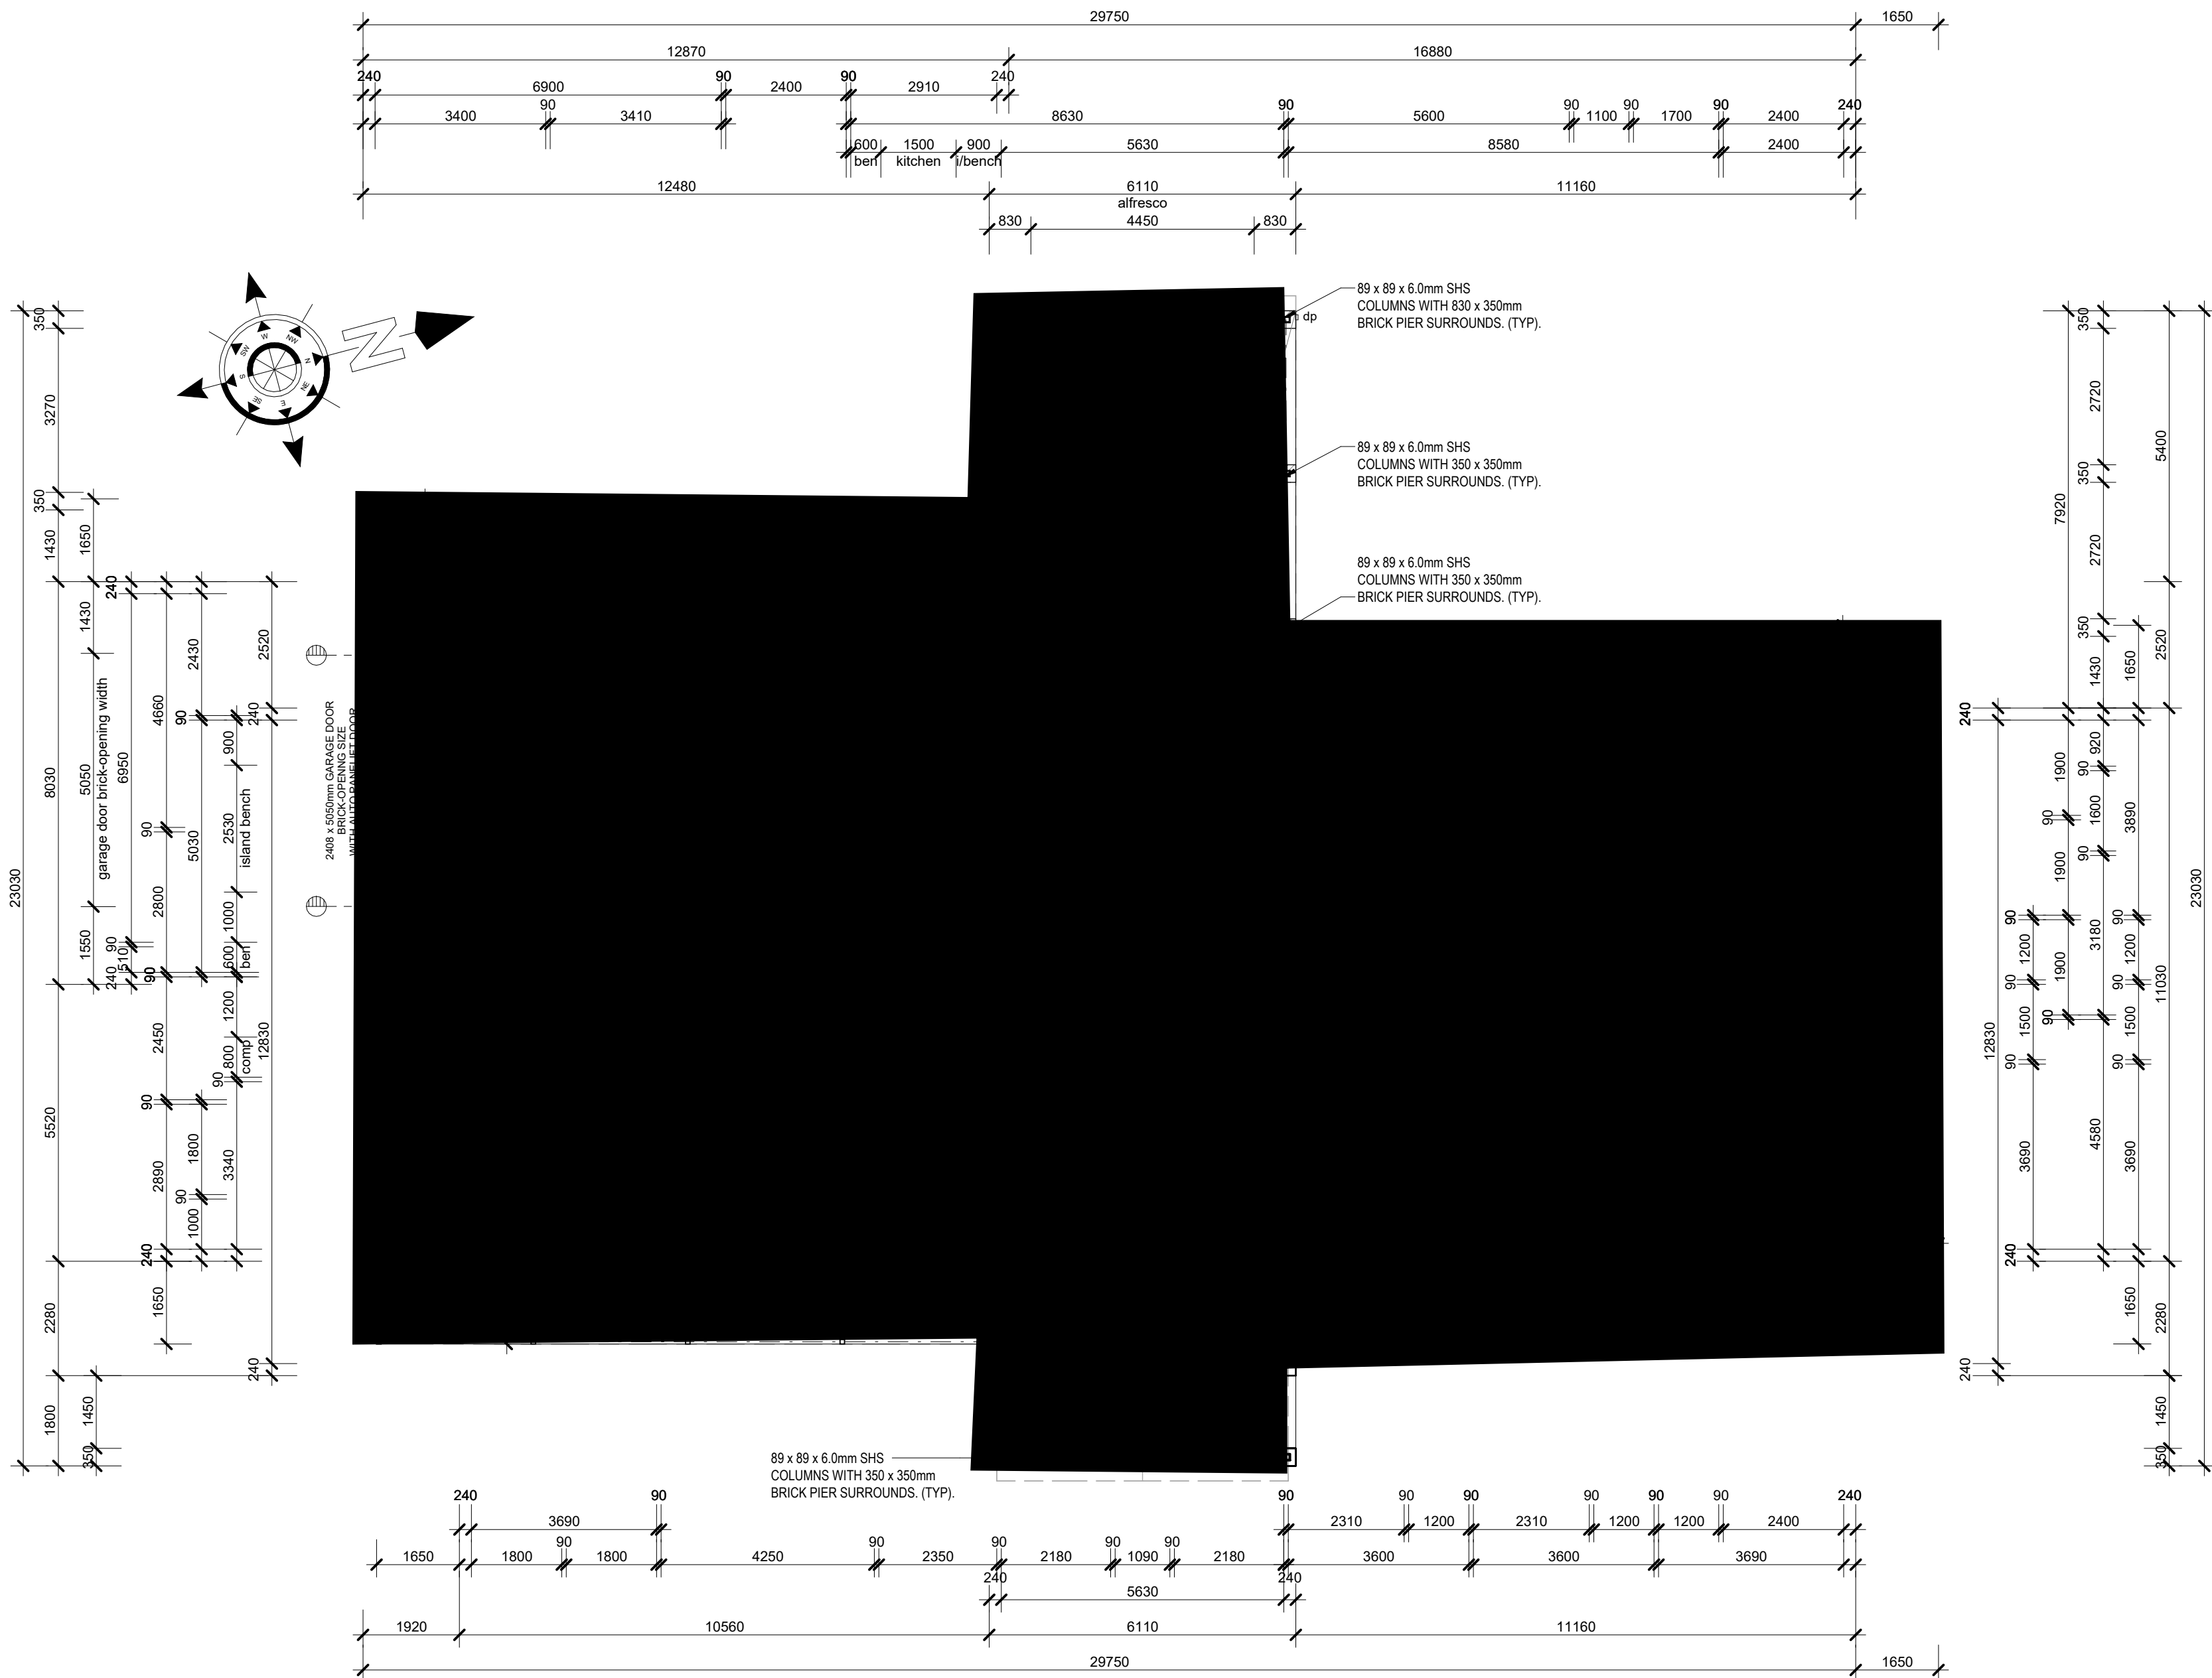 29750 1650
12870 16880
240 90 90 240
6900 2400 2910
90 90 90 90 90 240
3400 3410 8630 5600 1100 1700 2400
600 1500 900 5630 8580 2400
ben kitchen i/bench
12480 6110 11160
alfresco
830 4450 830
89 x 89 x 6.0mm SHS
COLUMNS WITH 830 x 350mm
BRICK PIER SURROUNDS. (TYP).
dp
N
W NW N NE E SE S SW
89 x 89 x 6.0mm SHS
COLUMNS WITH 350 x 350mm
BRICK PIER SURROUNDS. (TYP).
89 x 89 x 6.0mm SHS
COLUMNS WITH 350 x 350mm
BRICK PIER SURROUNDS. (TYP).
23030
350 3270 350 1430 8030 5520 2280 1800
1650 1430 5050 1550
garage door brick-opening width
1450 350
240 6950 90 510 240
4660 90 2800 90 2450 90 2890 240 1650
2430 90 5030 1800 90 1000
900 2530 1000 600 1200 800 90 3340
island bench ben comp
2520 240 12830 240
2408 x 5050mm GARAGE DOOR
BRICK-OPENNG SIZE
WITH AUTO PANELIFT DOOR
240 12830 240
90 1200 90 1500 90 3690 240
7920 1900 90 1900 1900 90
350 2720 350 2720 350 1430 920 90 1600 90 3180 4580
1650 3890 90 1200 90 1500 90 3690 1650
5400 2520 11030 2280 1450 350
23030
89 x 89 x 6.0mm SHS
COLUMNS WITH 350 x 350mm
BRICK PIER SURROUNDS. (TYP).
240 90 90 90 90 90 90 90 240
3690 2310 1200 2310 1200 1200 2400
90 90 90 90 90
1650 1800 1800 4250 2350 2180 1090 2180 3600 3600 3690
240 240
5630
1920 10560 6110 11160
29750 1650